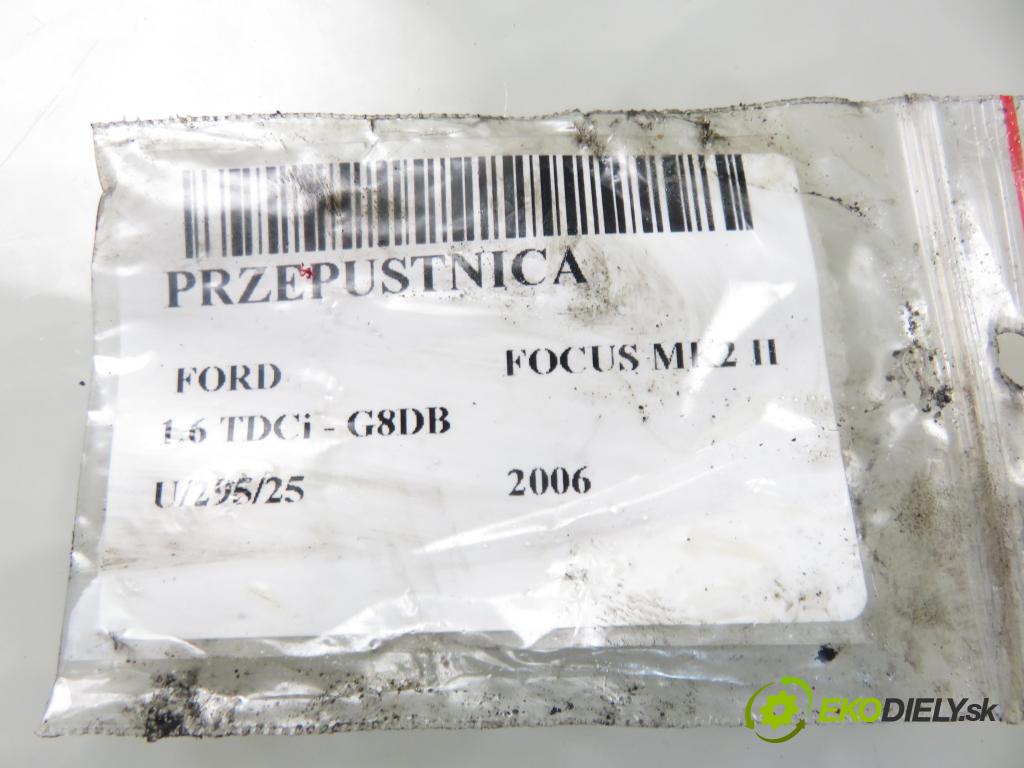 PRZEPUSTNICA
FORD FOCUS MK2 II
1.6 TDCi - G8DB
U/295/25 2006
EKODIELY.sk